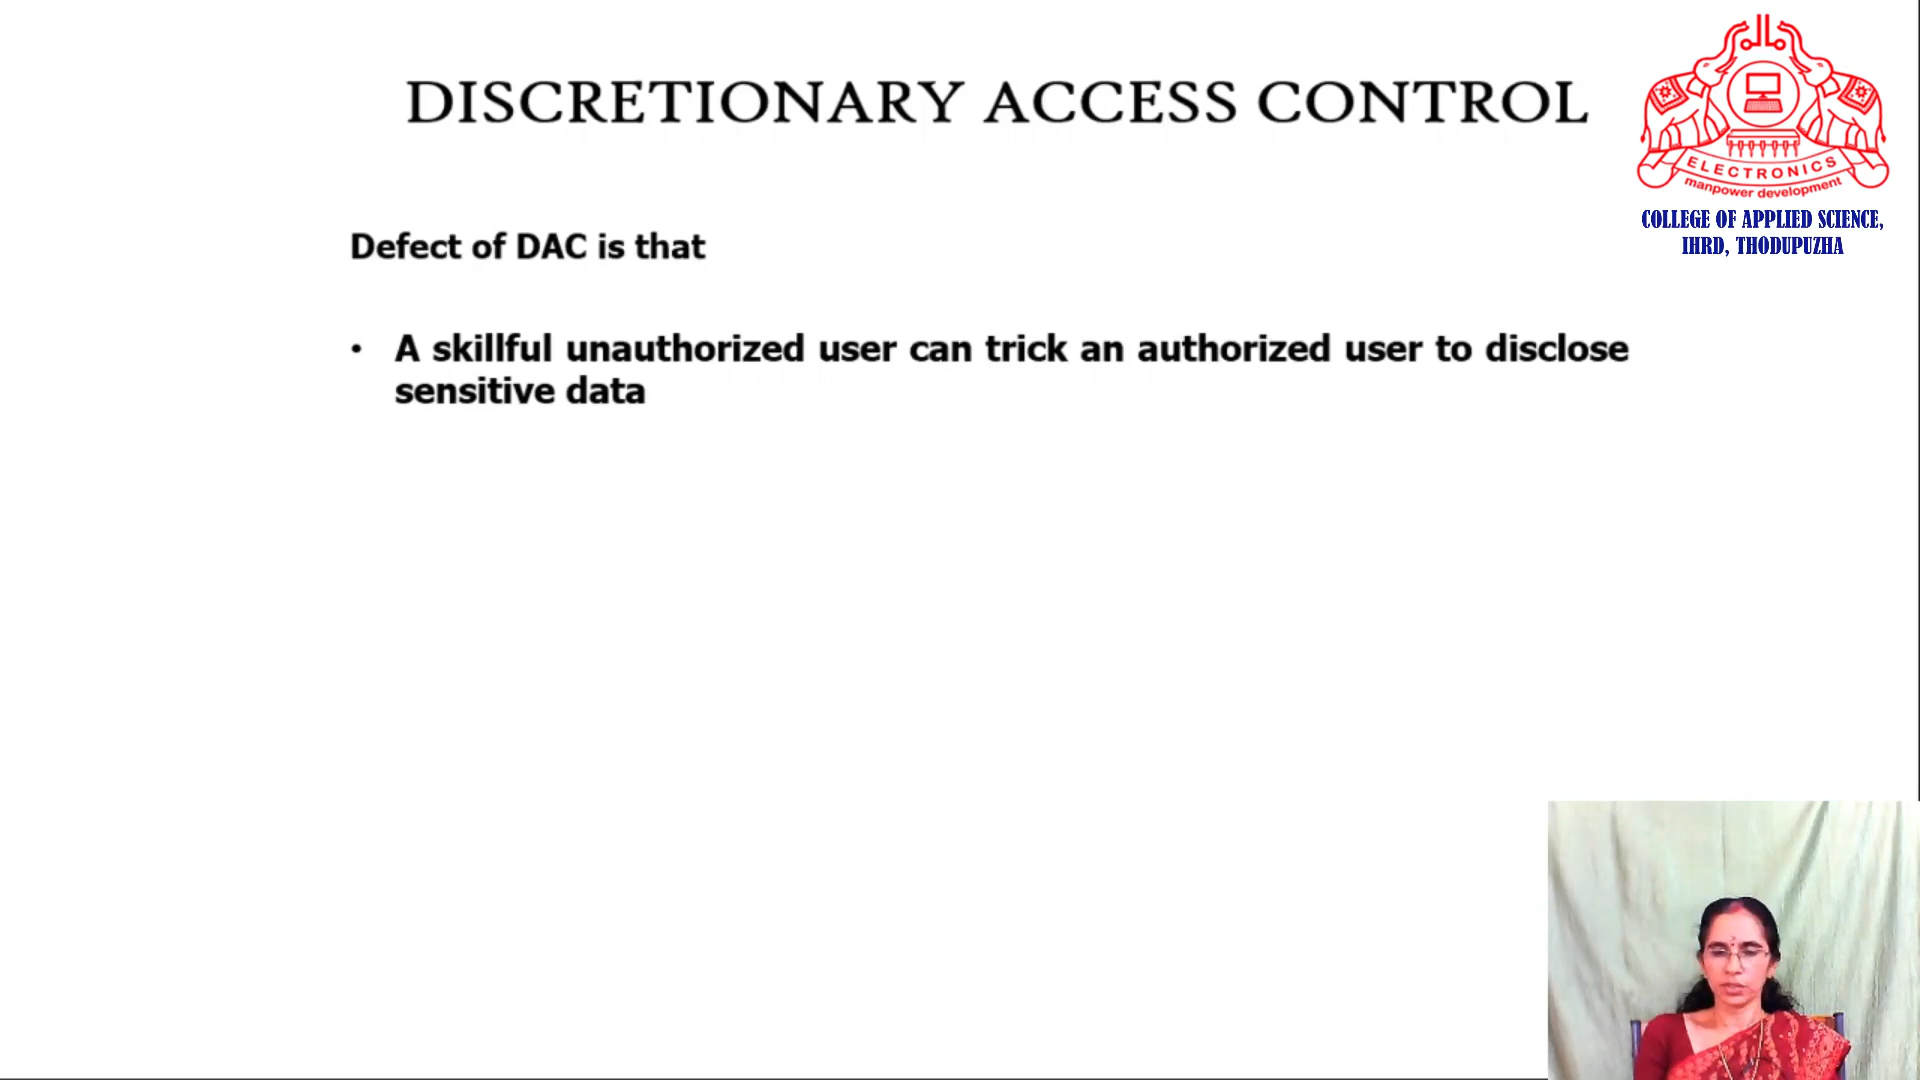 DISCRETIONARY ACCESS CONTROL
ELECTRONICS
manpower development
COLLEGE OF APPLIED SCIENCE,
IHRD, THODUPUZHA
Defect of DAC is that
• A skillful unauthorized user can trick an authorized user to disclose
sensitive data